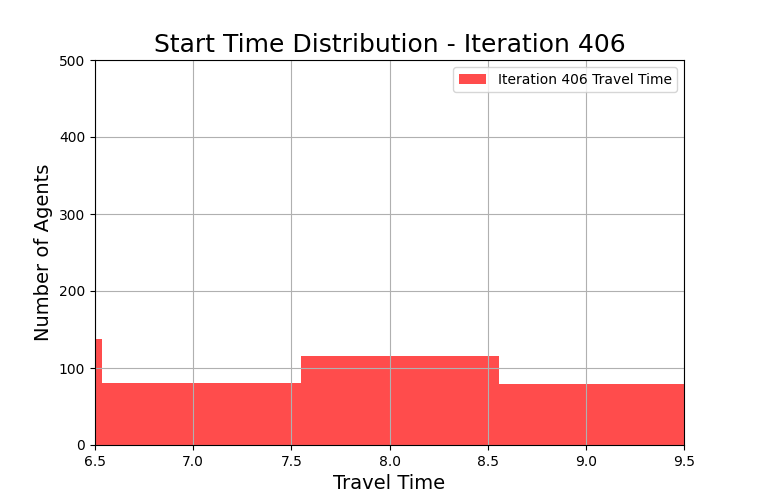 Start Time Distribution - Iteration 406
500
Iteration 406 Travel Time
400
300
200
100
0
Number of Agents
6.5 7.0 7.5 8.0 8.5 9.0 9.5
Travel Time